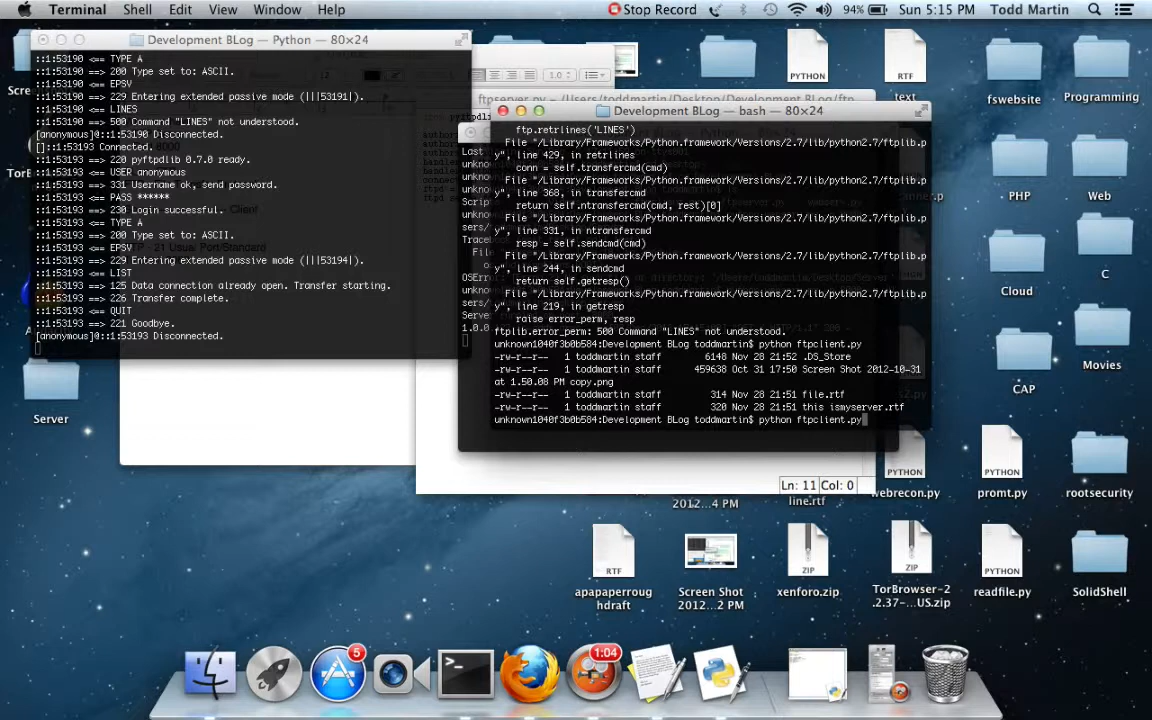 Terminal Shell Edit View Window Help
Stop Record 94% Sun 5:15 PM Todd Martin
Development BLog — Python — 80×24
::1:53190 <== TYPE A
::1:53190 ==> 200 Type set to: ASCII.
::1:53190 <== EPSV
::1:53190 ==> 229 Entering extended passive mode (|||53191|).
::1:53190 <== LINES
::1:53190 ==> 500 Command "LINES" not understood.
[anonymous]@::1:53190 Disconnected.
[]::1:53193 Connected.
::1:53193 ==> 220 pyftpdlib 0.7.0 ready.
::1:53193 <== USER anonymous
::1:53193 ==> 331 Username ok, send password.
::1:53193 <== PASS ******
::1:53193 ==> 230 Login successful.
::1:53193 <== TYPE A
::1:53193 ==> 200 Type set to: ASCII.
::1:53193 <== EPSV
::1:53193 ==> 229 Entering extended passive mode (|||53194|).
::1:53193 <== LIST
::1:53193 ==> 125 Data connection already open. Transfer starting.
::1:53193 ==> 226 Transfer complete.
::1:53193 <== QUIT
::1:53193 ==> 221 Goodbye.
[anonymous]@::1:53193 Disconnected.
Development BLog — bash — 80×24
ftp.retrlines('LINES')
File "/Library/Frameworks/Python.framework/Versions/2.7/lib/python2.7/ftplib.p
y", line 429, in retrlines
conn = self.transfercmd(cmd)
File "/Library/Frameworks/Python.framework/Versions/2.7/lib/python2.7/ftplib.p
y", line 368, in transfercmd
return self.ntransfercmd(cmd, rest)[0]
File "/Library/Frameworks/Python.framework/Versions/2.7/lib/python2.7/ftplib.p
y", line 331, in ntransfercmd
resp = self.sendcmd(cmd)
File "/Library/Frameworks/Python.framework/Versions/2.7/lib/python2.7/ftplib.p
y", line 244, in sendcmd
return self.getresp()
File "/Library/Frameworks/Python.framework/Versions/2.7/lib/python2.7/ftplib.p
y", line 219, in getresp
raise error_perm, resp
ftplib.error_perm: 500 Command "LINES" not understood.
unknown1040f3b0b584:Development BLog toddmartin$ python ftpclient.py
-rw-r--r-- 1 toddmartin staff 6148 Nov 28 21:52 .DS_Store
-rw-r--r-- 1 toddmartin staff 459638 Oct 31 17:50 Screen Shot 2012-10-31
at 1.50.08 PM copy.png
-rw-r--r-- 1 toddmartin staff 314 Nov 28 21:51 file.rtf
-rw-r--r-- 1 toddmartin staff 320 Nov 28 21:51 this ismyserver.rtf
unknown1040f3b0b584:Development BLog toddmartin$ python ftpclient.py
Ln: 11 Col: 0
PYTHON
RTF
text
fswebsite
Programming
PHP
Web
Cloud
C
CAP
Movies
Server
2012...4 PM
line.rtf
PYTHON
webrecon.py
PYTHON
promt.py
rootsecurity
RTF
apapaperroug
hdraft
Screen Shot
2012...2 PM
ZIP
xenforo.zip
ZIP
TorBrowser-2
.2.37-...US.zip
PYTHON
readfile.py
SolidShell
5
1:04